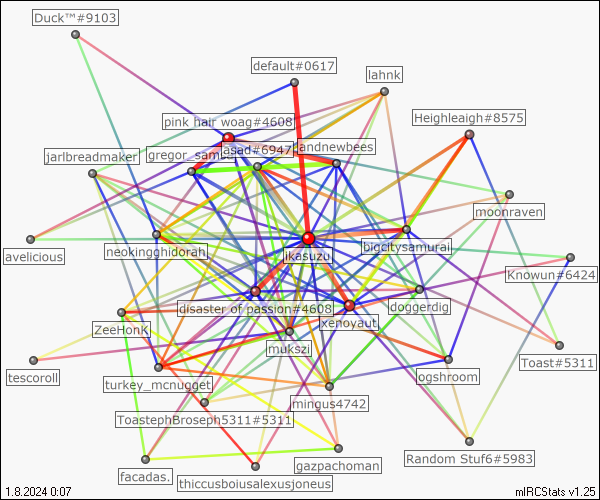 Duck™#9103
default#0617
lahnk
pink hair woag#4608
Heighleigh#8575
asad#6947
andnewbees
jarlbreadmaker
gregor_samsa
moonraven
avelicious
neokingghidorah
ikasuzu
bigcitysamurai
Knowun#6424
disaster of passion#4608
doggerdig
ZeeHonk
xenoyaut
mukszi
Toast#5311
tescoroll
turkey_mcnugget
ogshroom
mingus4742
ToastephBroseph5311#5311
Random Stuf6#5983
gazpachoman
facadas.
thiccusboiusalexusjoneus
1.8.2024 0:07
mIRCStats v1.25